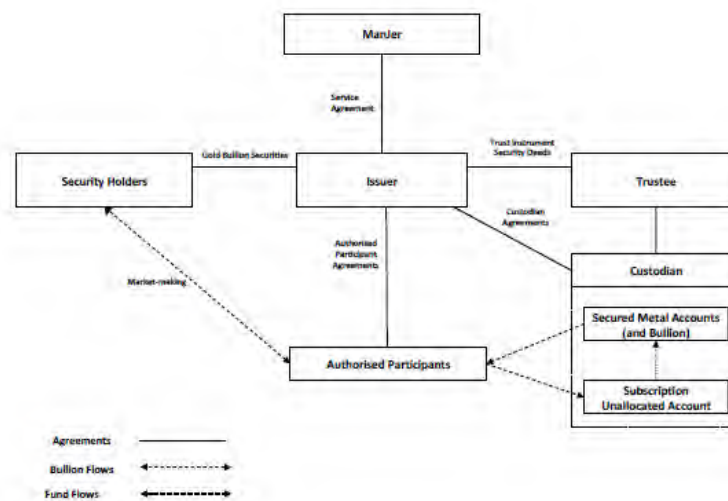 ManJer
Service
Agreement
Gold Bullion Securities
Trust Instrument
Security Deeds
Security Holders
Issuer
Trustee
Custodian
Agreements
Authorised
Participant
Agreements
Custodian
Market-making
Secured Metal Accounts
(and Bullion)
Authorised Participants
Subscription
Unallocated Account
Agreements
Bullion Flows
Fund Flows